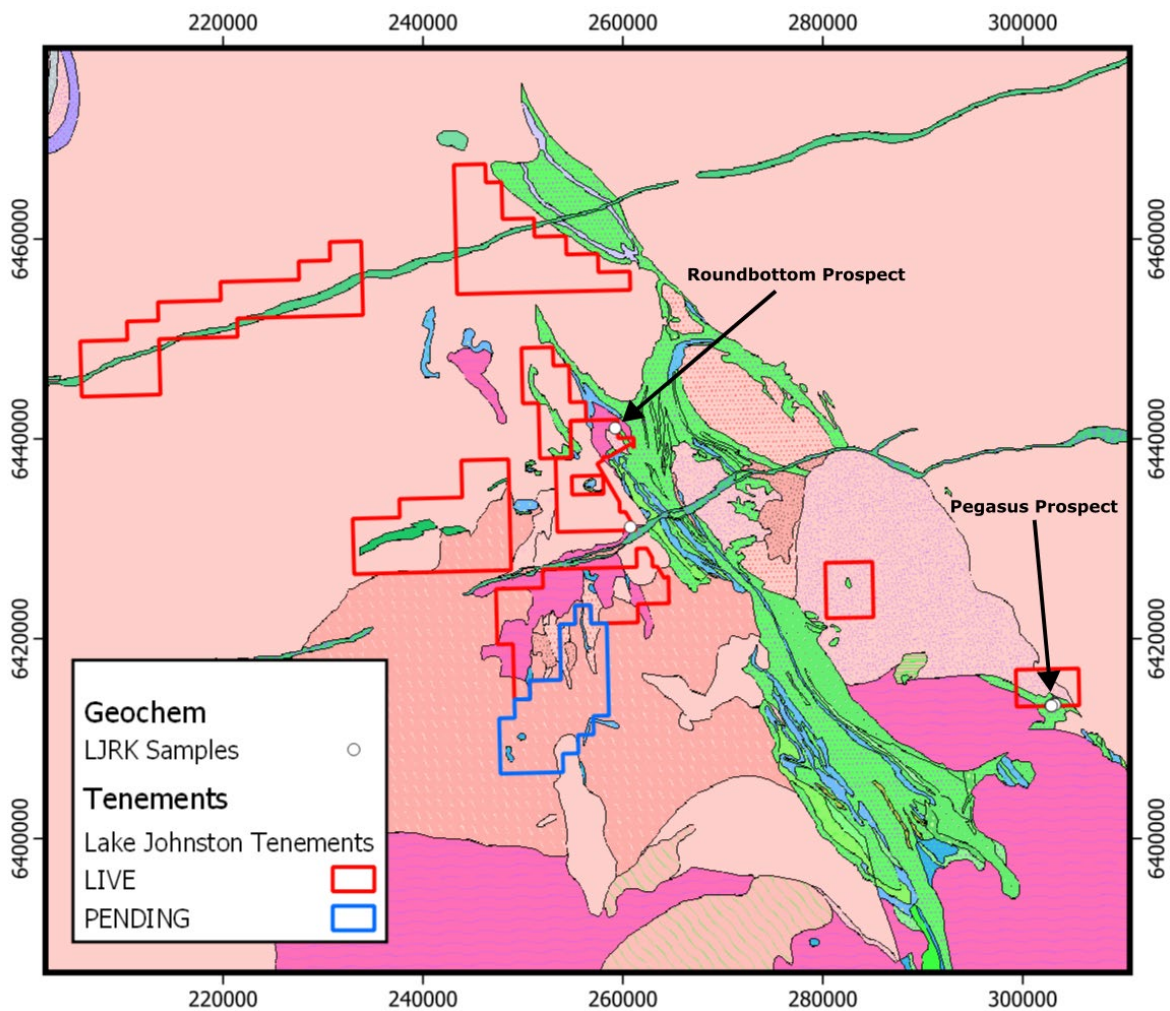 220000 240000 260000 280000 300000
6460000 6460000
Roundbottom Prospect
6440000 6440000
Pegasus Prospect
6420000 6420000
Geochem
LJRK Samples
Tenements
Lake Johnston Tenements
LIVE
PENDING
6400000 6400000
220000 240000 260000 280000 300000